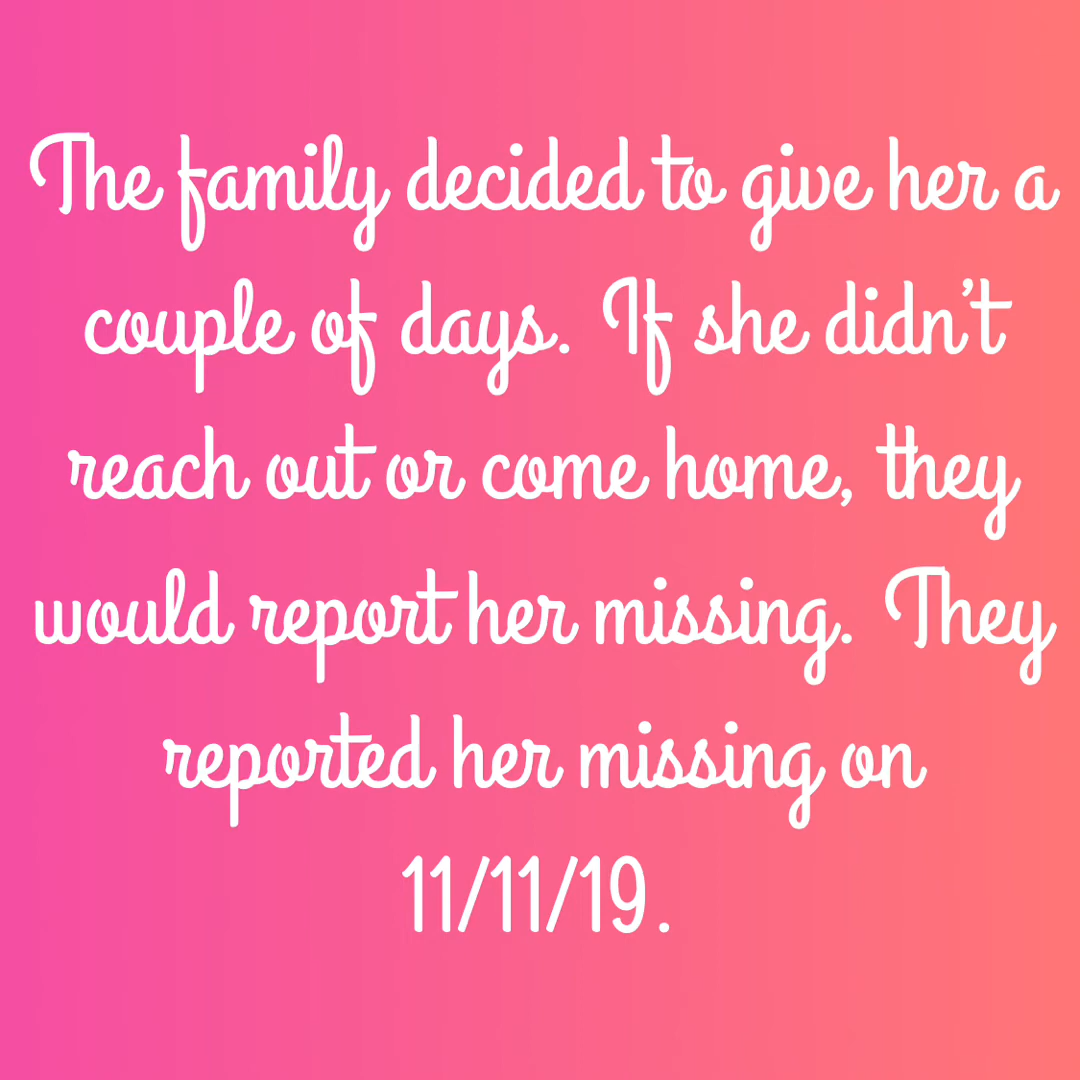 The family decided to give her a
couple of days.  If she didn’t
reach out or come home, they
would report her missing.  They
reported her missing on
11/11/19.